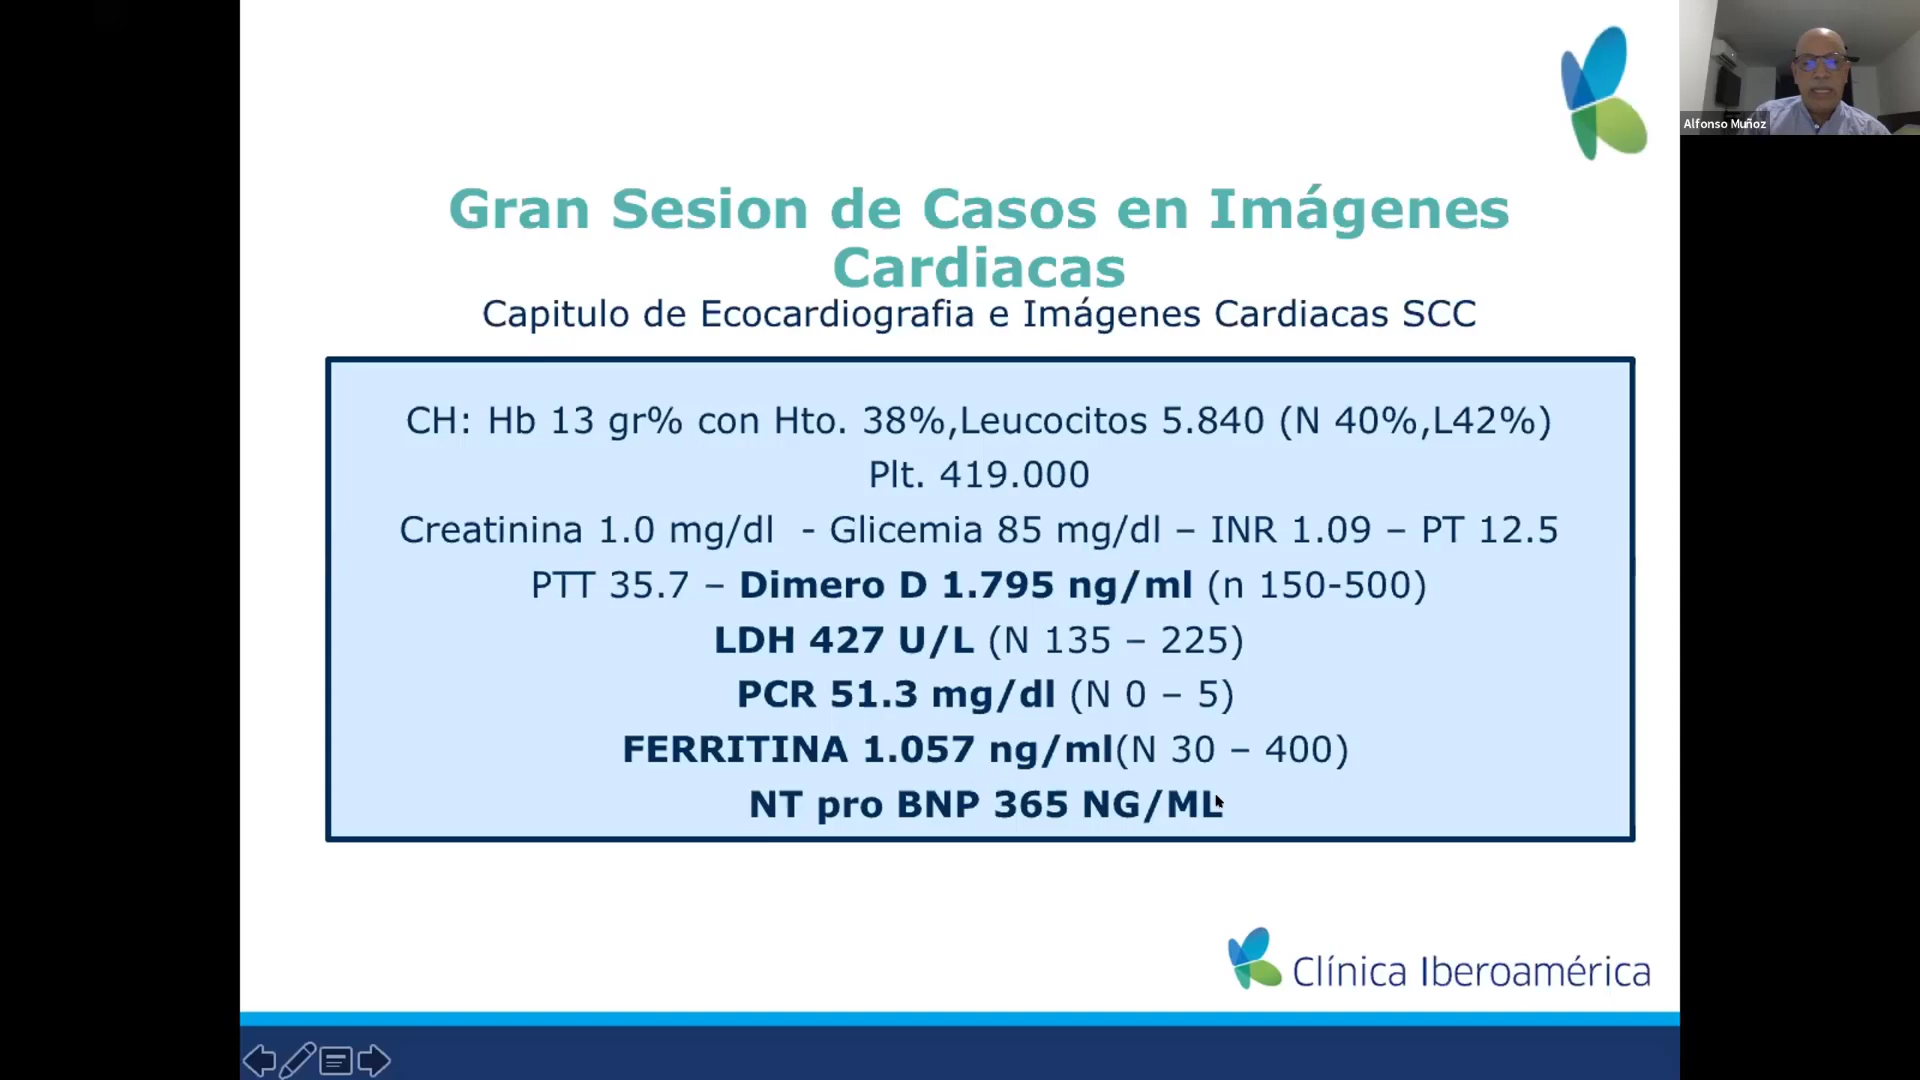 Alfonso Muñoz
Gran Sesion de Casos en Imágenes
Cardiacas
Capitulo de Ecocardiografia e Imágenes Cardiacas SCC
CH: Hb 13 gr% con Hto. 38%,Leucocitos 5.840 (N 40%,L42%)
Plt. 419.000
Creatinina 1.0 mg/dl - Glicemia 85 mg/dl – INR 1.09 – PT 12.5
PTT 35.7 – Dimero D 1.795 ng/ml (n 150-500)
LDH 427 U/L (N 135 – 225)
PCR 51.3 mg/dl (N 0 – 5)
FERRITINA 1.057 ng/ml(N 30 – 400)
NT pro BNP 365 NG/ML
Clínica Iberoamérica